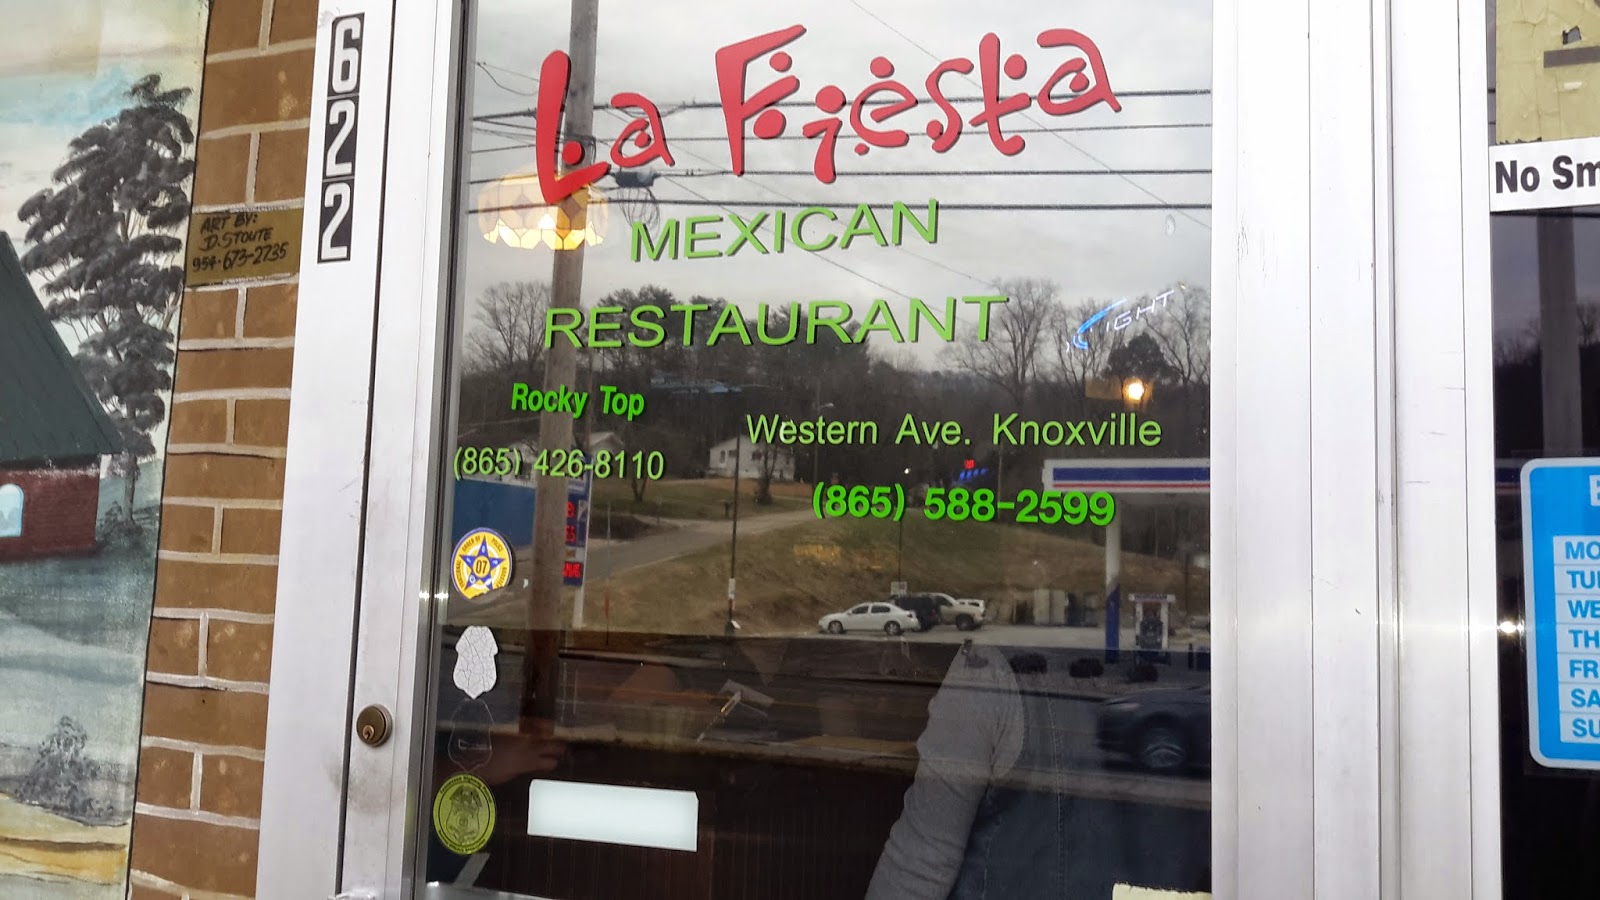 622
ART BY:
D. STOUTE
954-673-2735
La Fiesta
MEXICAN
RESTAURANT
Rocky Top
(865) 426-8110
Western Ave. Knoxville
(865) 588-2599
07
No Sm
MO
TU
WE
TH
FR
SA
SU